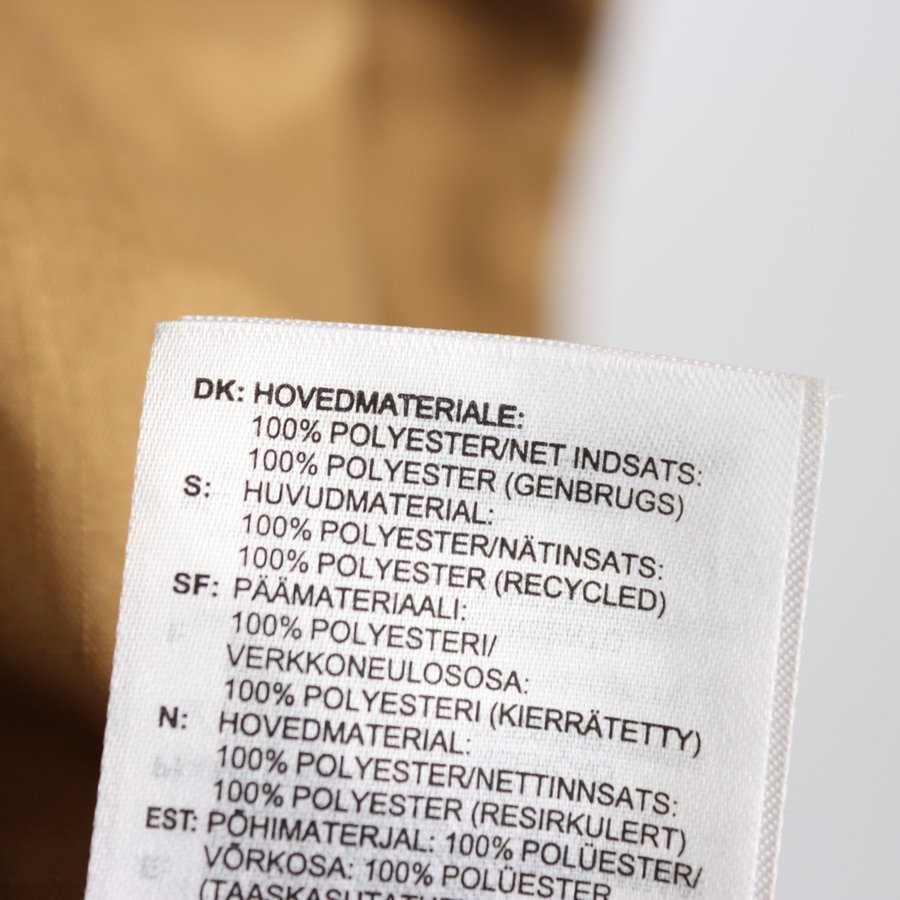 DK: HOVEDMATERIALE:
100% POLYESTER/NET INDSATS:
100% POLYESTER (GENBRUGS)
S: HUVUDMATERIAL:
100% POLYESTER/NÄTINSATS:
100% POLYESTER (RECYCLED)
SF: PÄÄMATERIAALI:
100% POLYESTERI/
VERKKONEULOSOSA:
100% POLYESTERI (KIERRÄTETTY)
N: HOVEDMATERIAL:
100% POLYESTER/NETTINNSATS:
100% POLYESTER (RESIRKULERT)
EST: PÕHIMATERJAL: 100% POLÜESTER/
VÕRKOSA: 100% POLÜESTER